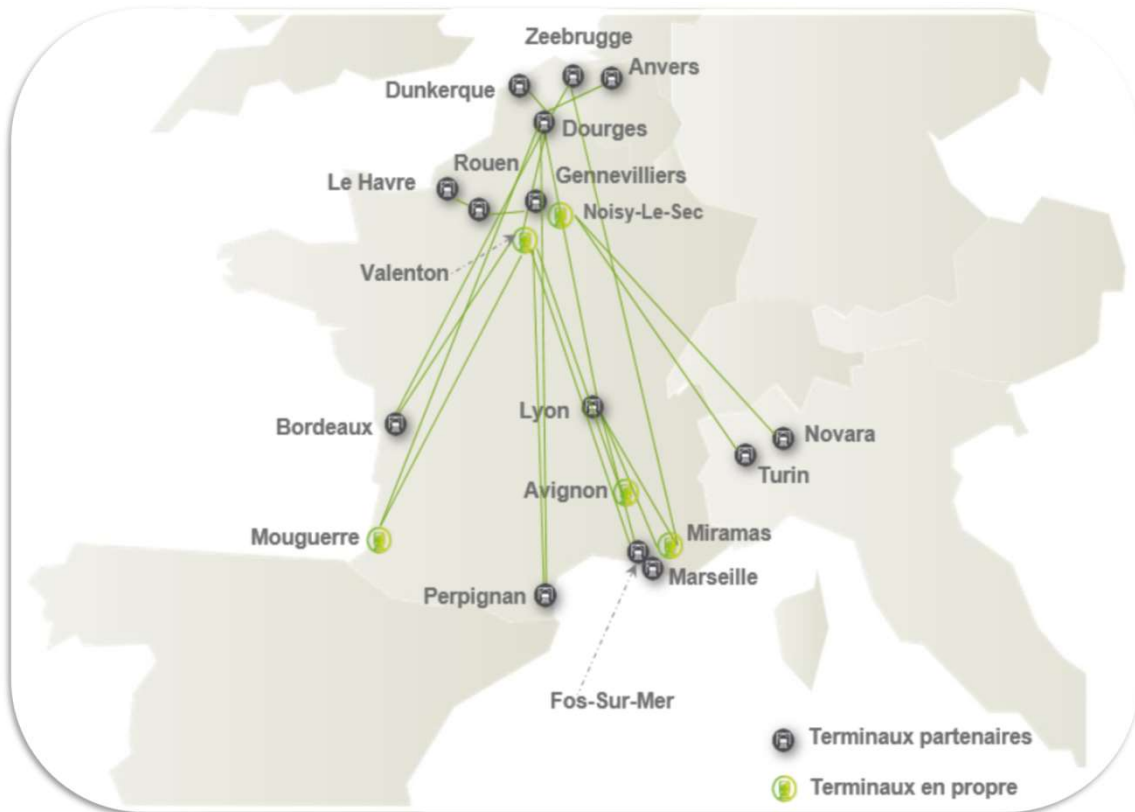 Zeebrugge
Anvers
Dunkerque
Dourges
Rouen
Le Havre
Gennevilliers
Noisy-Le-Sec
Valenton
Bordeaux
Lyon
Novara
Turin
Avignon
Mouguerre
Miramas
Marseille
Perpignan
Fos-Sur-Mer
Terminaux partenaires
Terminaux en propre